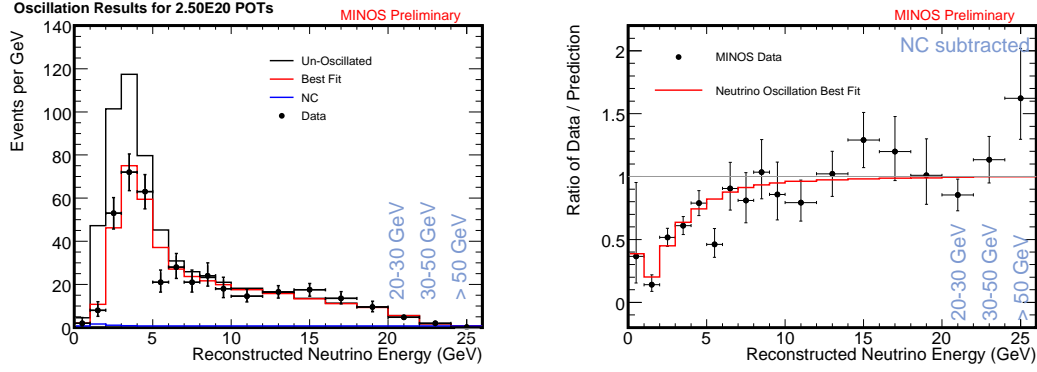 Oscillation Results for 2.50E20 POTs
MINOS Preliminary
Events per GeV
140
120
100
80
60
40
20
0
Un-Oscillated
Best Fit
NC
Data
20-30 GeV
30-50 GeV
> 50 GeV
0 5 10 15 20 25
Reconstructed Neutrino Energy (GeV)
MINOS Preliminary
NC subtracted
Ratio of Data / Prediction
2
1.5
1
0.5
0
MINOS Data
Neutrino Oscillation Best Fit
20-30 GeV
30-50 GeV
> 50 GeV
0 5 10 15 20 25
Reconstructed Neutrino Energy (GeV)